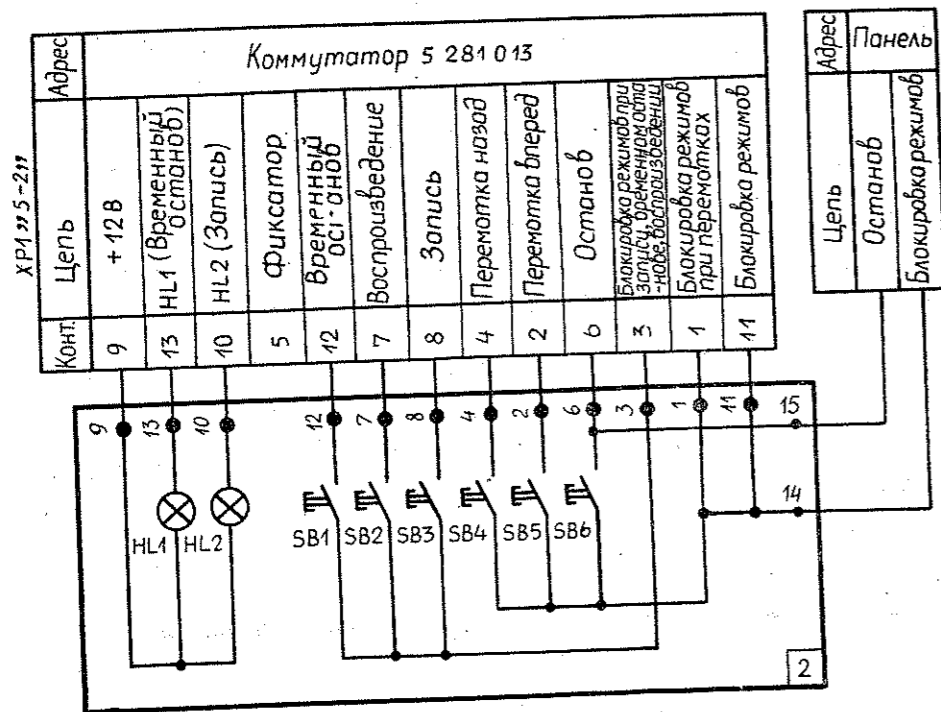 Адрес
Коммутатор 5 281 013
XP1 „5-2„
Цепь
+12В
HL1 (Временный
останов)
HL2 (Запись)
Фиксатор
Временный
останов
Воспроизведение
Запись
Перемотка назад
Перемотка вперед
Останов
Блокировка режимов при
записи, временном оста
-нове, воспроизведении
Блокировка режимов
при перемотках
Блокировка режимов
Конт.
9
13
10
5
12
7
8
4
2
6
3
1
11
Адрес
Панель
Цепь
Останов
Блокировка режимов
9
13
10
12
7
8
4
2
6
3
1
11
15
14
HL1
HL2
SB1
SB2
SB3
SB4
SB5
SB6
2